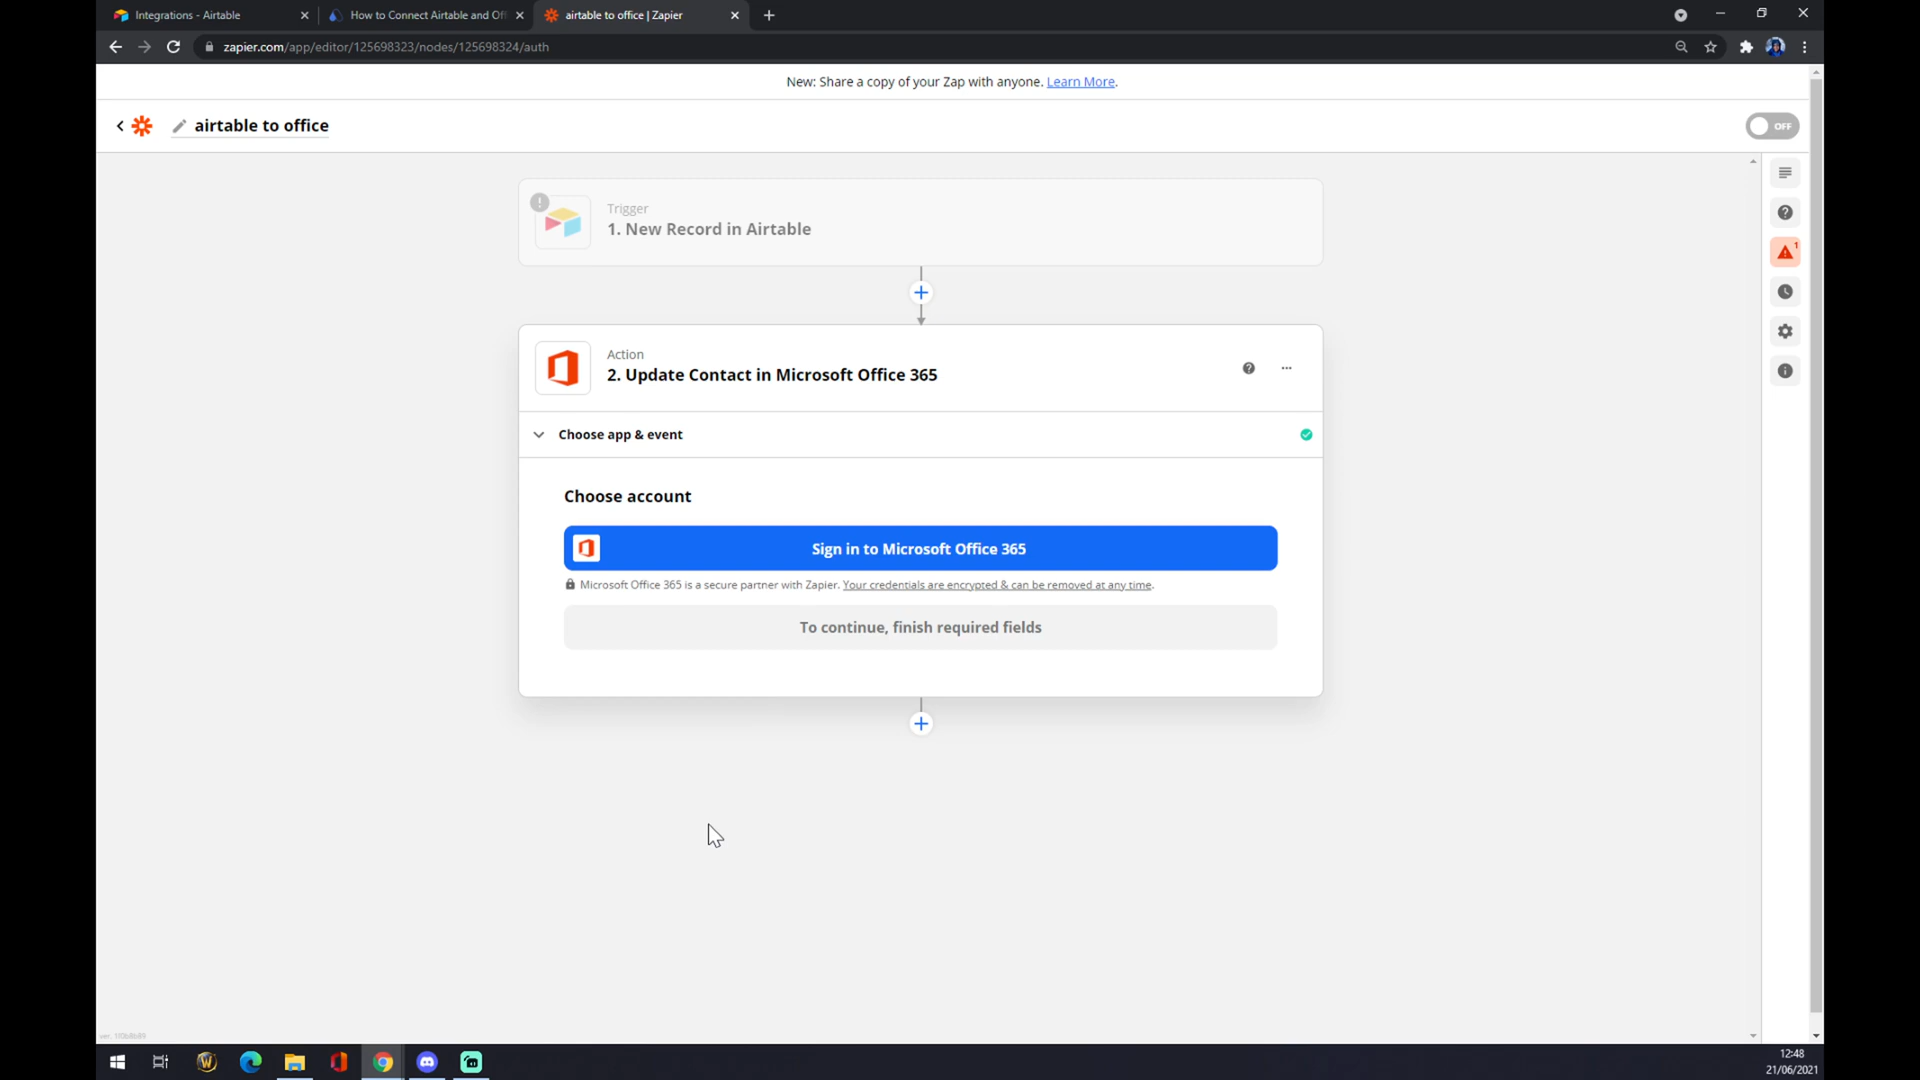 Integrations - Airtable
How to Connect Airtable and Of
airtable to office | Zapier
zapier.com/app/editor/125698323/nodes/125698324/auth
New: Share a copy of your Zap with anyone. Learn More.
airtable to office
OFF
Trigger
1. New Record in Airtable
1
Action
2. Update Contact in Microsoft Office 365
Choose app & event
Choose account
Sign in to Microsoft Office 365
Microsoft Office 365 is a secure partner with Zapier. Your credentials are encrypted & can be removed at any time.
To continue, finish required fields
12:48
21/06/2021